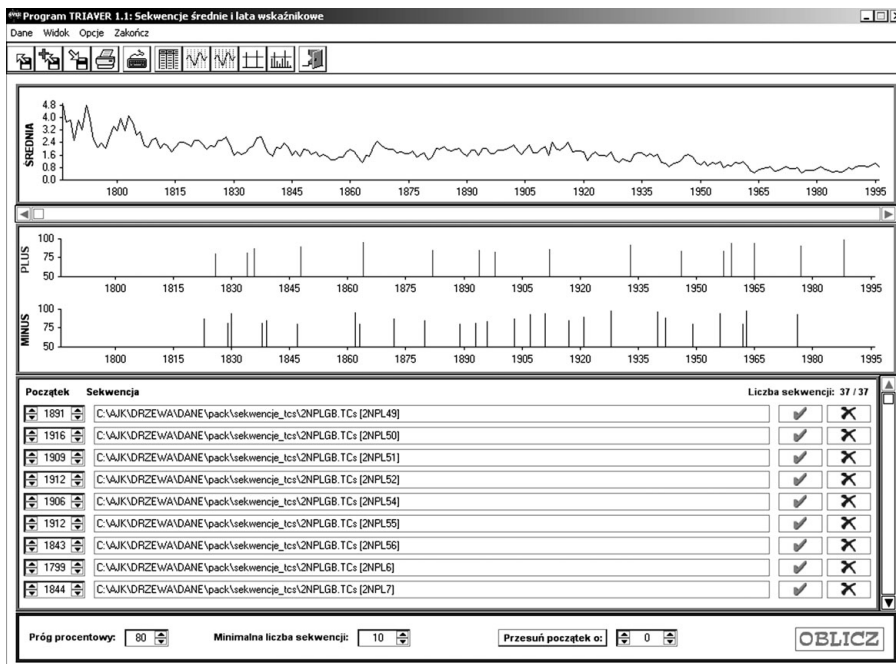 Program TRIAVER 1.1: Sekwencje średnie i lata wskaźnikowe
Dane Widok Opcje Zakończ
ŚREDNIA
4.8
4.0
3.2
2.4
1.6
0.8
0.0
1800 1815 1830 1845 1860 1875 1890 1905 1920 1935 1950 1965 1980 1995
PLUS
100
75
50
1800 1815 1830 1845 1860 1875 1890 1905 1920 1935 1950 1965 1980 1995
MINUS
100
75
50
1800 1815 1830 1845 1860 1875 1890 1905 1920 1935 1950 1965 1980 1995
Początek Sekwencja Liczba sekwencji: 37 / 37
1891 C:\AJK\DRZEWA\DANE\pack\sekwencje_tcs\2NPLGB.TCs [2NPL49]
1916 C:\AJK\DRZEWA\DANE\pack\sekwencje_tcs\2NPLGB.TCs [2NPL50]
1909 C:\AJK\DRZEWA\DANE\pack\sekwencje_tcs\2NPLGB.TCs [2NPL51]
1912 C:\AJK\DRZEWA\DANE\pack\sekwencje_tcs\2NPLGB.TCs [2NPL52]
1906 C:\AJK\DRZEWA\DANE\pack\sekwencje_tcs\2NPLGB.TCs [2NPL54]
1912 C:\AJK\DRZEWA\DANE\pack\sekwencje_tcs\2NPLGB.TCs [2NPL55]
1843 C:\AJK\DRZEWA\DANE\pack\sekwencje_tcs\2NPLGB.TCs [2NPL56]
1799 C:\AJK\DRZEWA\DANE\pack\sekwencje_tcs\2NPLGB.TCs [2NPL6]
1844 C:\AJK\DRZEWA\DANE\pack\sekwencje_tcs\2NPLGB.TCs [2NPL7]
Próg procentowy: 80 Minimalna liczba sekwencji: 10 Przesuń początek o: 0 OBLICZ